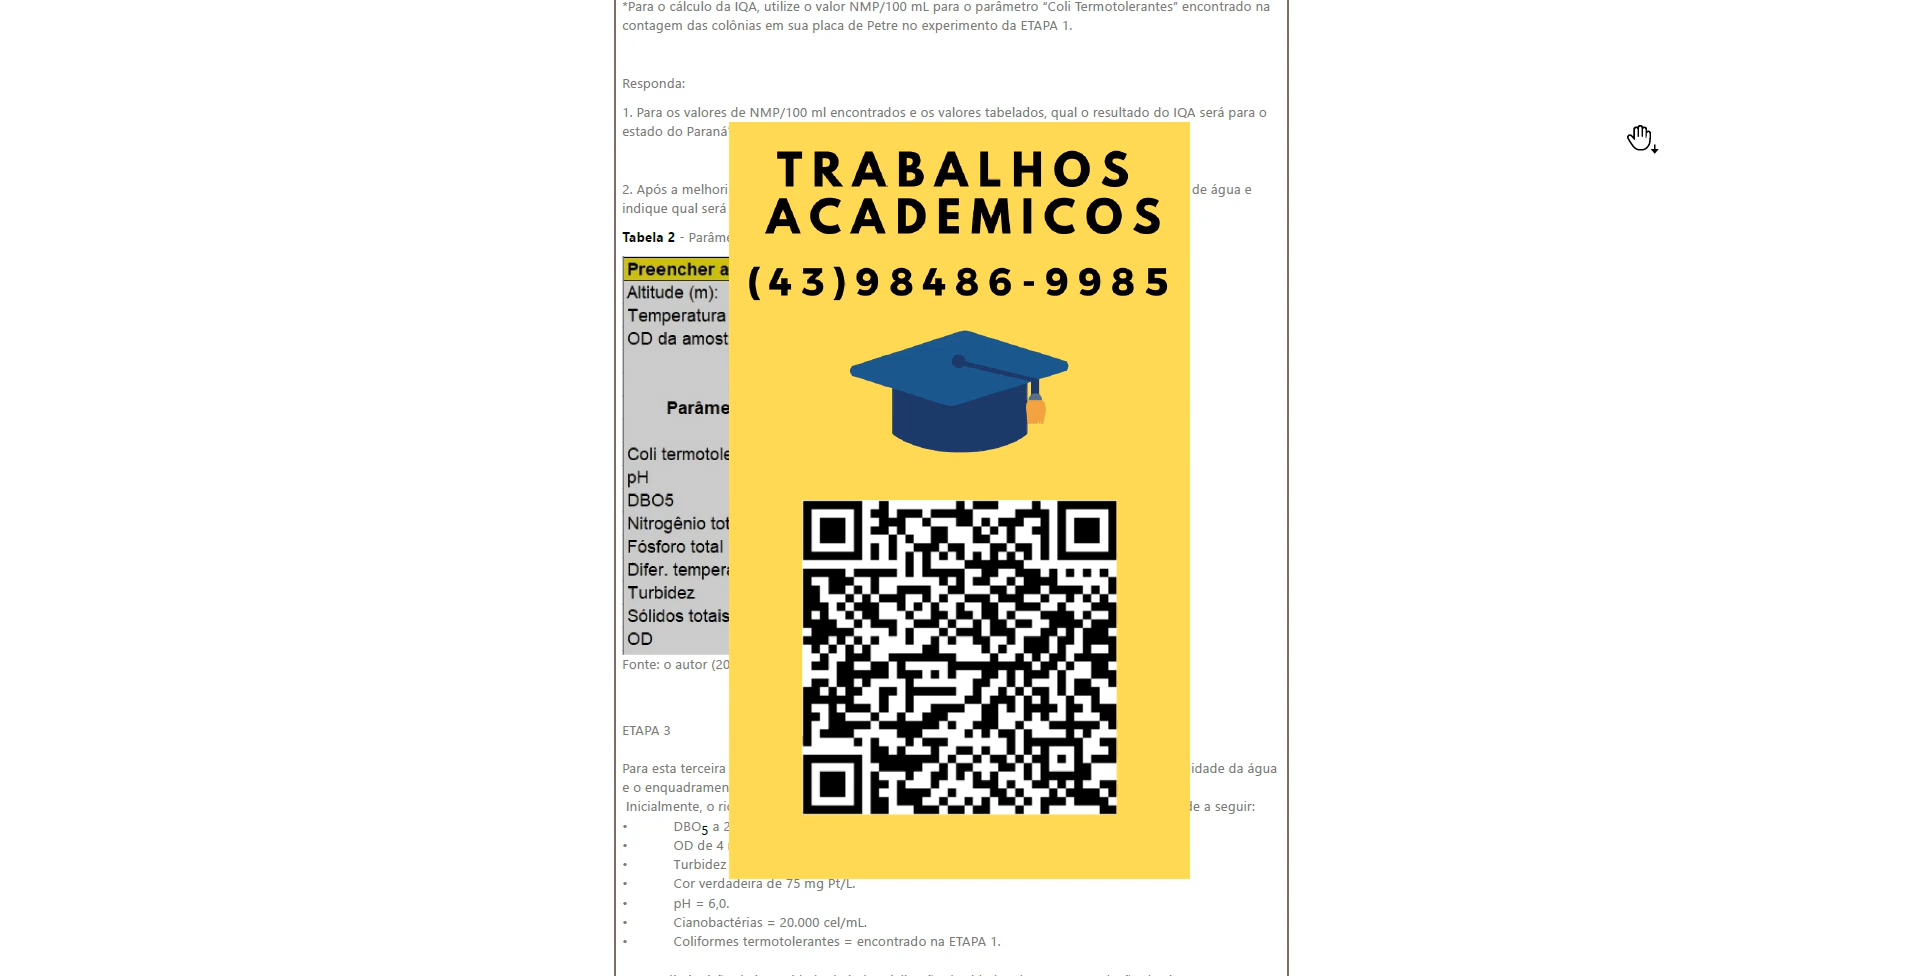 *Para o cálculo da IQA, utilize o valor NMP/100 mL para o parâmetro “Coli Termotolerantes” encontrado na
contagem das colônias em sua placa de Petre no experimento da ETAPA 1.
Responda:
1. Para os valores de NMP/100 ml encontrados e os valores tabelados, qual o resultado do IQA será para o
estado do Paraná
2. Após a melhori
de água e
indique qual será
Tabela 2 - Parâme
Preencher a
Altitude (m):
Temperatura
OD da amost
Parâme
Coli termotole
pH
DBO5
Nitrogênio tot
Fósforo total
Difer. tempera
Turbidez
Sólidos totais
OD
Fonte: o autor (20
TRABALHOS
ACADEMICOS
(43)98486-9985
ETAPA 3
Para esta terceira
idade da água
e o enquadramen
Inicialmente, o ri
de a seguir:
• DBO5 a 2
• OD de 4
• Turbidez
• Cor verdadeira de 75 mg Pt/L.
• pH = 6,0.
• Cianobactérias = 20.000 cel/mL.
• Coliformes termotolerantes = encontrado na ETAPA 1.